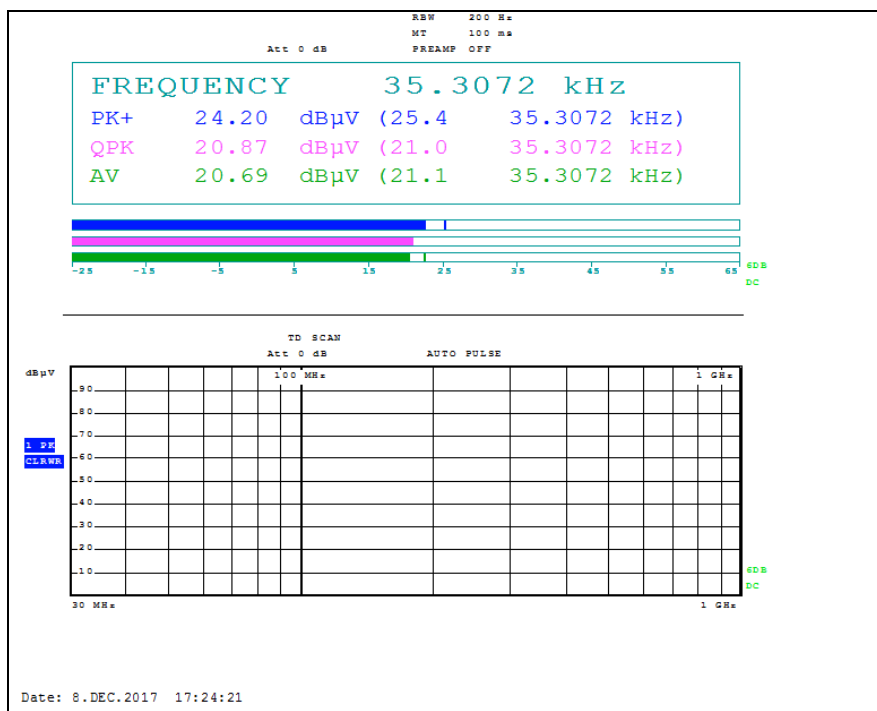 RBW 200 Hz
MT 100 ms
Att 0 dB PREAMP OFF
FREQUENCY 35.3072 kHz
PK+ 24.20 dBµV (25.4 35.3072 kHz)
QPK 20.87 dBµV (21.0 35.3072 kHz)
AV 20.69 dBµV (21.1 35.3072 kHz)
-25 -15 -5 5 15 25 35 45 55 65
6DB
DC
TD SCAN
Att 0 dB AUTO PULSE
dBµV
100 MHz 1 GHz
90
80
70
1 PK
60
CLRWR
50
40
30
20
10
6DB
DC
30 MHz 1 GHz
Date: 8.DEC.2017 17:24:21